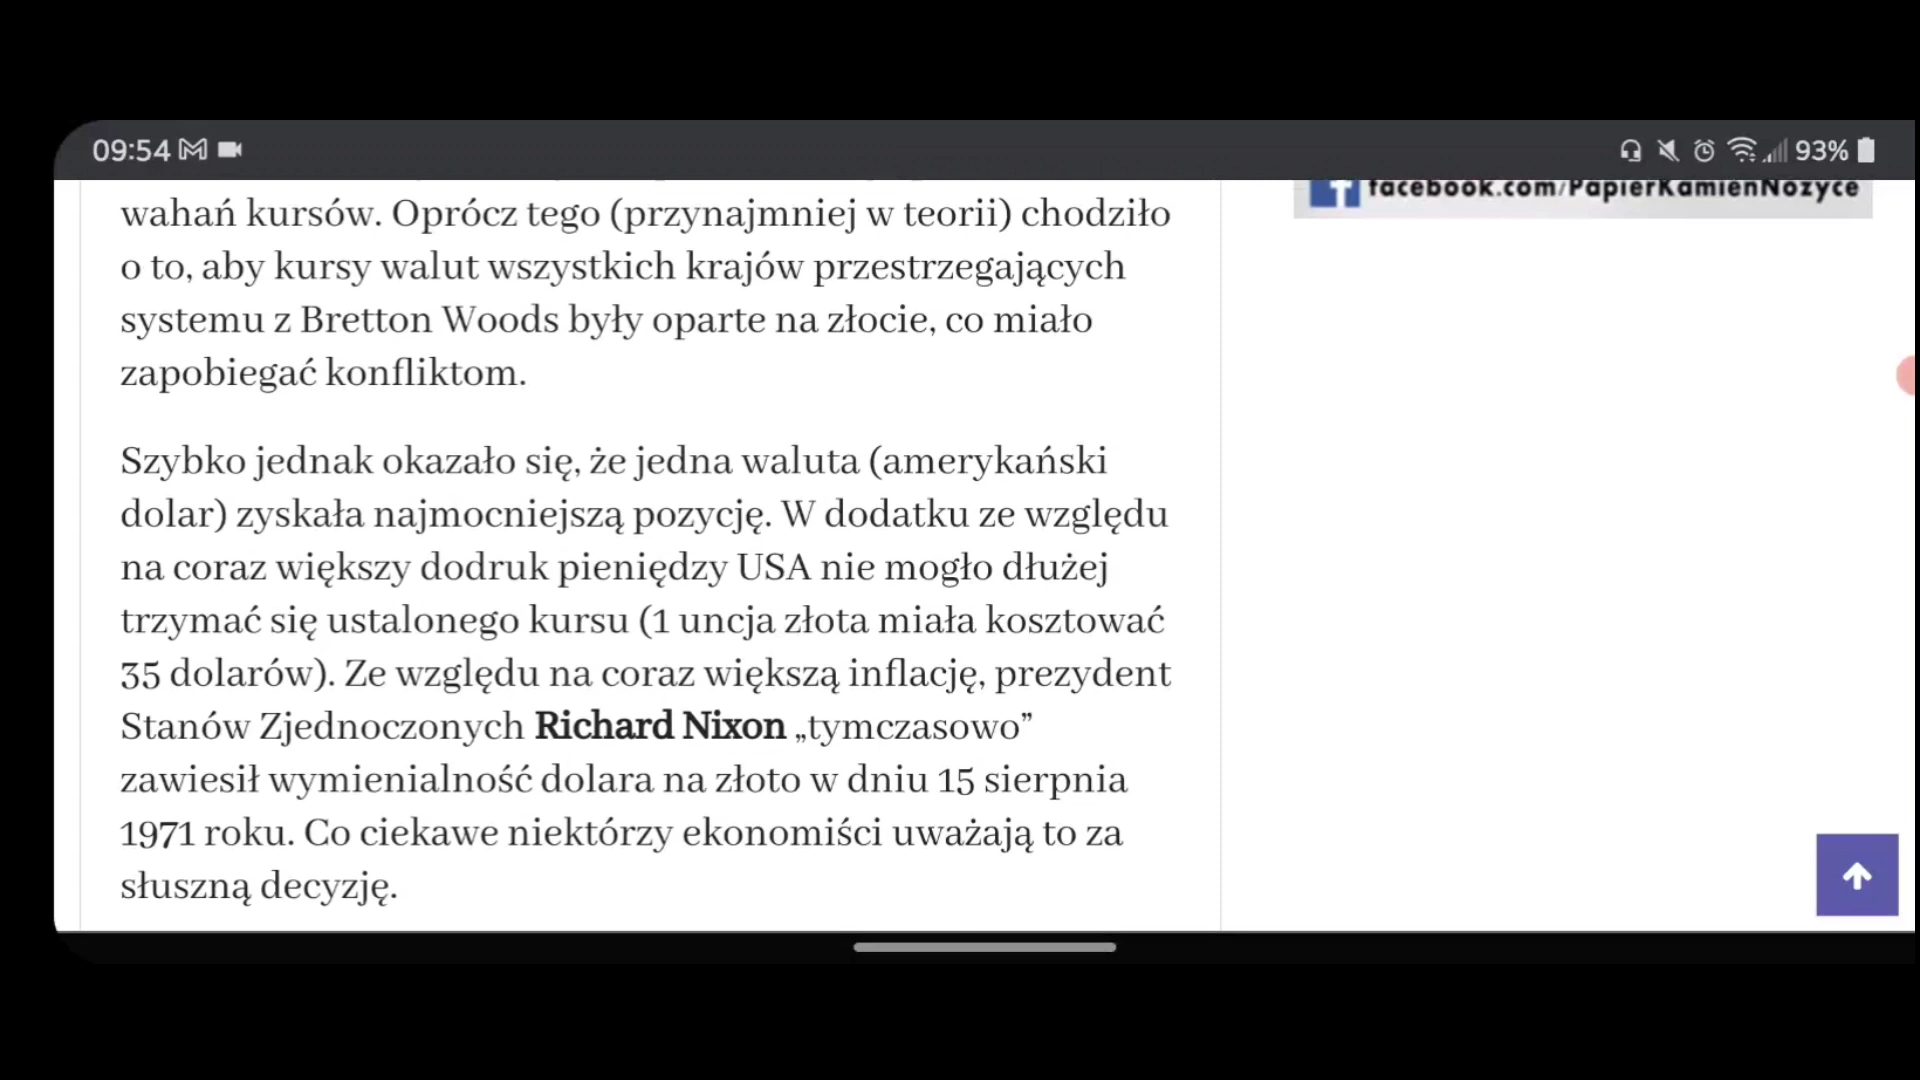 09:54
93%
facebook.com/PapierKamienNozyce
wahań kursów. Oprócz tego (przynajmniej w teorii) chodziło
o to, aby kursy walut wszystkich krajów przestrzegających
systemu z Bretton Woods były oparte na złocie, co miało
zapobiegać konfliktom.
Szybko jednak okazało się, że jedna waluta (amerykański
dolar) zyskała najmocniejszą pozycję. W dodatku ze względu
na coraz większy dodruk pieniędzy USA nie mogło dłużej
trzymać się ustalonego kursu (1 uncja złota miała kosztować
35 dolarów). Ze względu na coraz większą inflację, prezydent
Stanów Zjednoczonych Richard Nixon „tymczasowo”
zawiesił wymienialność dolara na złoto w dniu 15 sierpnia
1971 roku. Co ciekawe niektórzy ekonomiści uważają to za
słuszną decyzję.